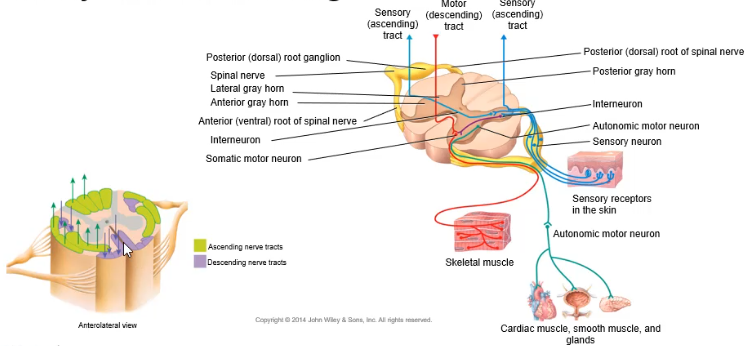 Sensory
(ascending)
tract
Motor
(descending)
tract
Sensory
(ascending)
tract
Posterior (dorsal) root ganglion
Spinal nerve
Lateral gray horn
Anterior gray horn
Anterior (ventral) root of spinal nerve
Interneuron
Somatic motor neuron
Posterior (dorsal) root of spinal nerve
Posterior gray horn
Interneuron
Autonomic motor neuron
Sensory neuron
Sensory receptors
in the skin
Autonomic motor neuron
Skeletal muscle
Cardiac muscle, smooth muscle, and
glands
Ascending nerve tracts
Descending nerve tracts
Anterolateral view
Copyright © 2014 John Wiley & Sons, Inc. All rights reserved.